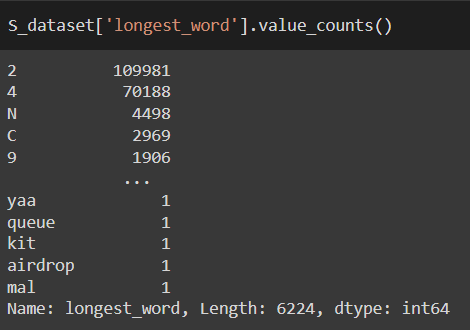 S_dataset['longest_word'].value_counts()
2 109981
4 70188
N 4498
C 2969
9 1906
...
yaa 1
queue 1
kit 1
airdrop 1
mal 1
Name: longest_word, Length: 6224, dtype: int64